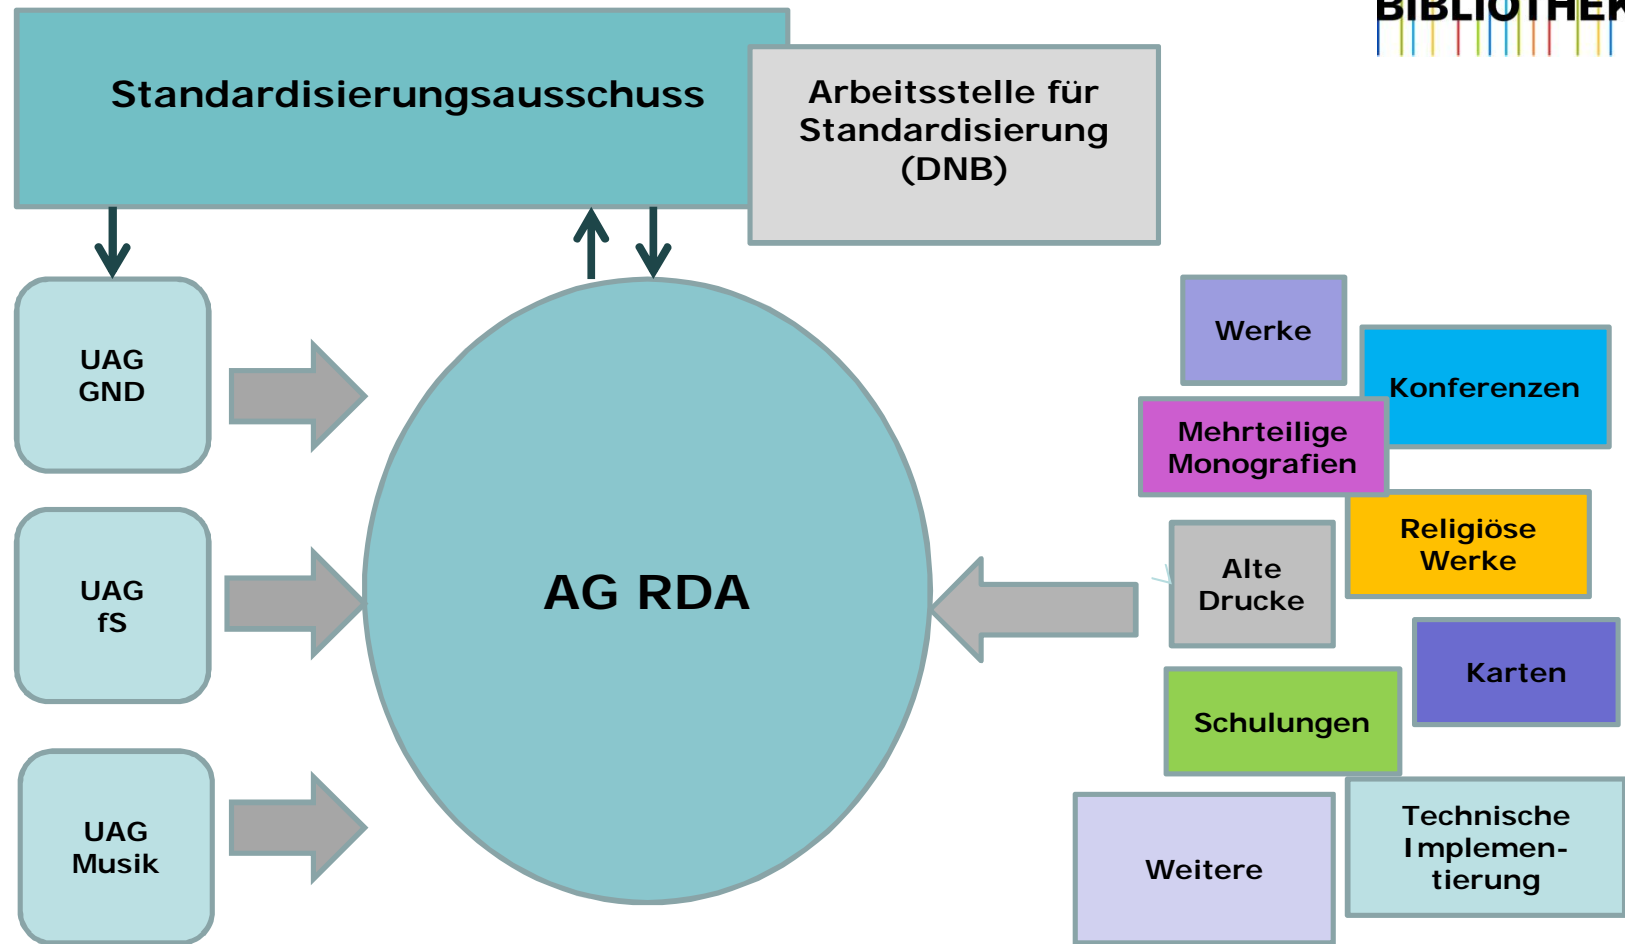 BIBLIOTHEK
Standardisierungsausschuss
Arbeitsstelle für
Standardisierung
(DNB)
UAG
GND
UAG
fS
UAG
Musik
AG RDA
Werke
Konferenzen
Mehrteilige
Monografien
Religiöse
Werke
Alte
Drucke
Karten
Schulungen
Weitere
Technische
Implemen-
tierung